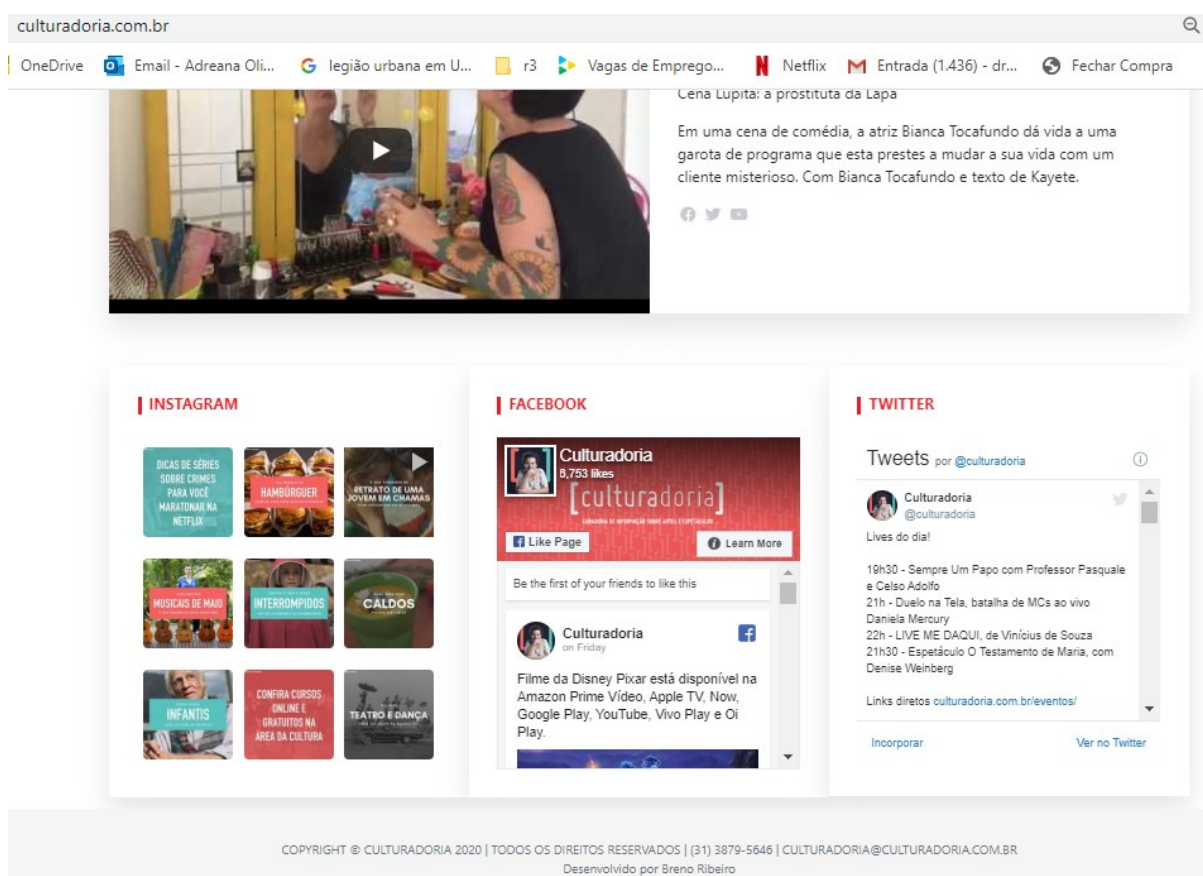 culturadoria.com.br
OneDrive
Email - Adreana Oli...
legião urbana em U...
r3
Vagas de Emprego...
Netflix
Entrada (1.436) - dr...
Fechar Compra
Cena Lupita: a prostituta da Lapa
Em uma cena de comédia, a atriz Bianca Tocafundo dá vida a uma
garota de programa que esta prestes a mudar a sua vida com um
cliente misterioso. Com Bianca Tocafundo e texto de Kayete.
INSTAGRAM
DICAS DE SÉRIES
SOBRE CRIMES
PARA VOCÊ
MARATONAR NA
NETFLIX
HAMBÚRGUER
RETRATO DE UMA
JOVEM EM CHAMAS
MUSICAIS DE MAIO
INTERROMPIDOS
CALDOS
INFANTIS
CONFIRA CURSOS
ONLINE E
GRATUITOS NA
ÁREA DA CULTURA
TEATRO E DANÇA
FACEBOOK
Culturadoria
8,753 likes
[culturadoria]
CURADORIA DE INFORMAÇÃO SOBRE ARTES E ESPETÁCULOS
Like Page
Learn More
Be the first of your friends to like this
Culturadoria
on Friday
Filme da Disney Pixar está disponível na
Amazon Prime Vídeo, Apple TV, Now,
Google Play, YouTube, Vivo Play e Oi
Play.
TWITTER
Tweets por @culturadoria
Culturadoria
@culturadoria
Lives do dia!
19h30 - Sempre Um Papo com Professor Pasquale
e Celso Adolfo
21h - Duelo na Tela, batalha de MCs ao vivo
Daniela Mercury
22h - LIVE ME DAQUI, de Vinícius de Souza
21h30 - Espetáculo O Testamento de Maria, com
Denise Weinberg
Links diretos culturadoria.com.br/eventos/
Incorporar
Ver no Twitter
COPYRIGHT © CULTURADORIA 2020 | TODOS OS DIREITOS RESERVADOS | (31) 3879-5646 | CULTURADORIA@CULTURADORIA.COM.BR
Desenvolvido por Breno Ribeiro